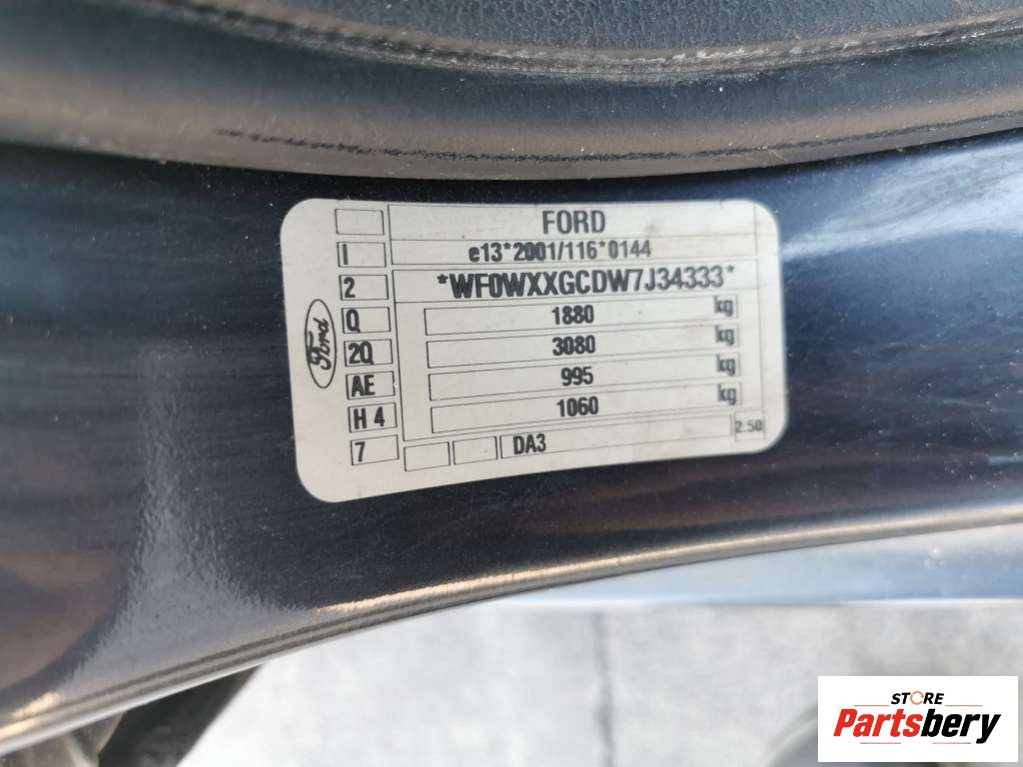 FORD
I e13*2001/116*0144
2 *WF0WXXGCDW7J34333*
Q 1880 kg
2Q 3080 kg
AE 995 kg
H 4 1060 kg
7 DA3 2.50
Ford
STORE
Partsbery